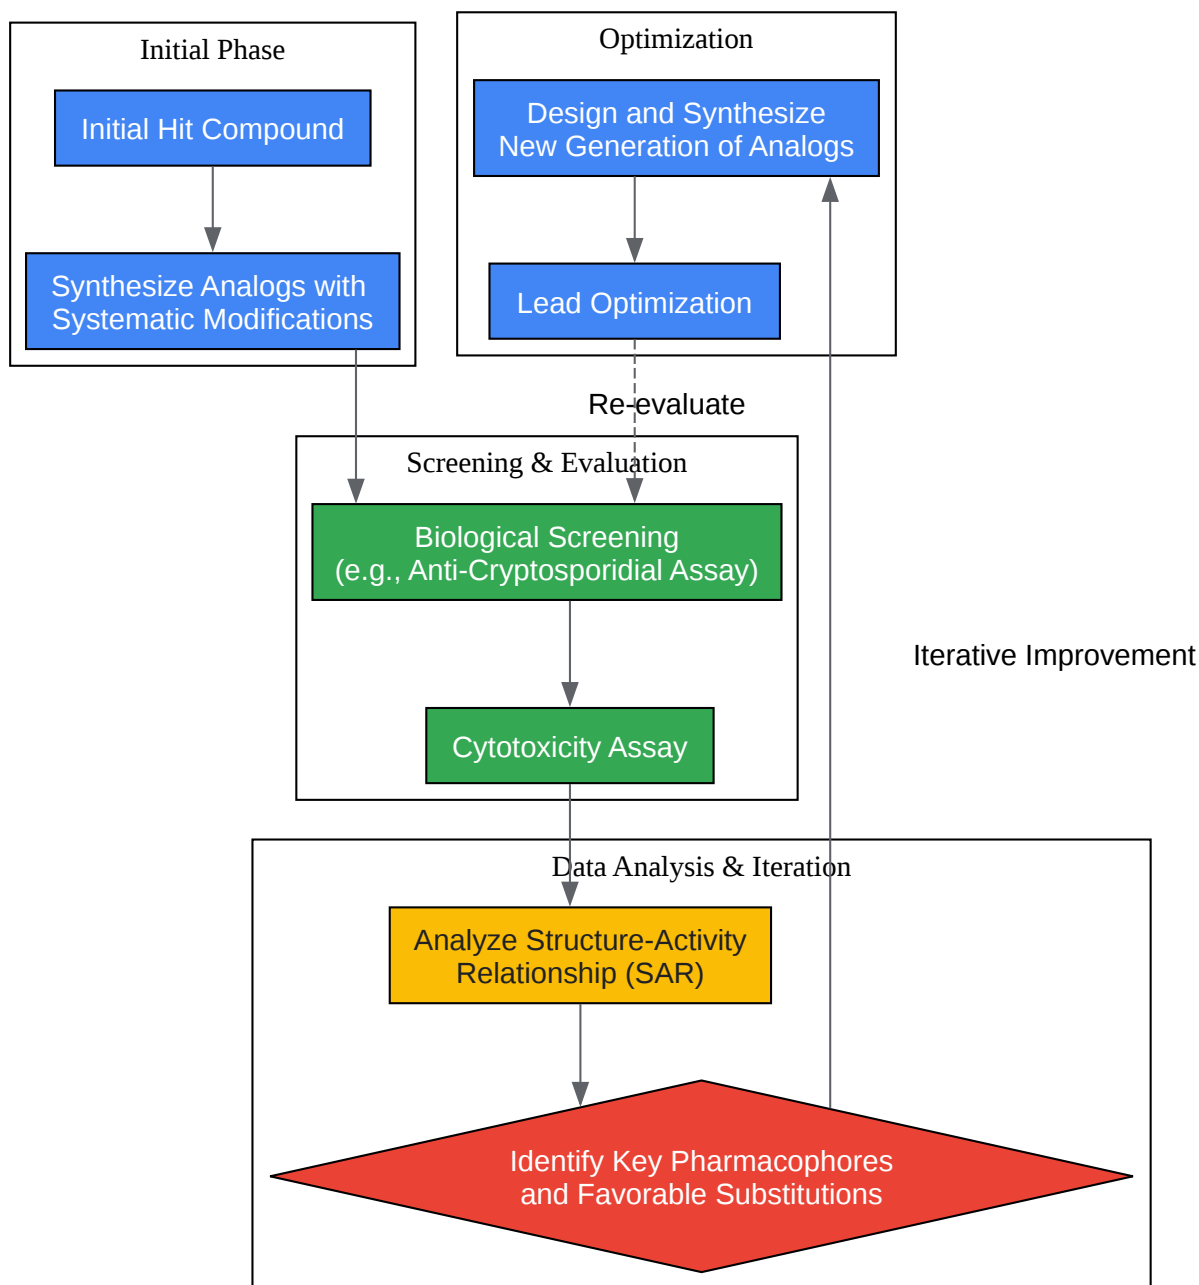 Initial Phase
Initial Hit Compound
Synthesize Analogs with
Systematic Modifications
Optimization
Design and Synthesize
New Generation of Analogs
Lead Optimization
Re-evaluate
Screening & Evaluation
Biological Screening
(e.g., Anti-Cryptosporidial Assay)
Cytotoxicity Assay
Iterative Improvement
Data Analysis & Iteration
Analyze Structure-Activity
Relationship (SAR)
Identify Key Pharmacophores
and Favorable Substitutions